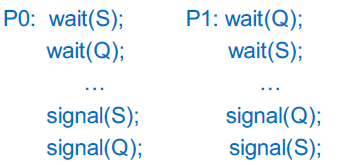 P0: wait(S); P1: wait(Q);
wait(Q); wait(S);
… …
signal(S); signal(Q);
signal(Q); signal(S);